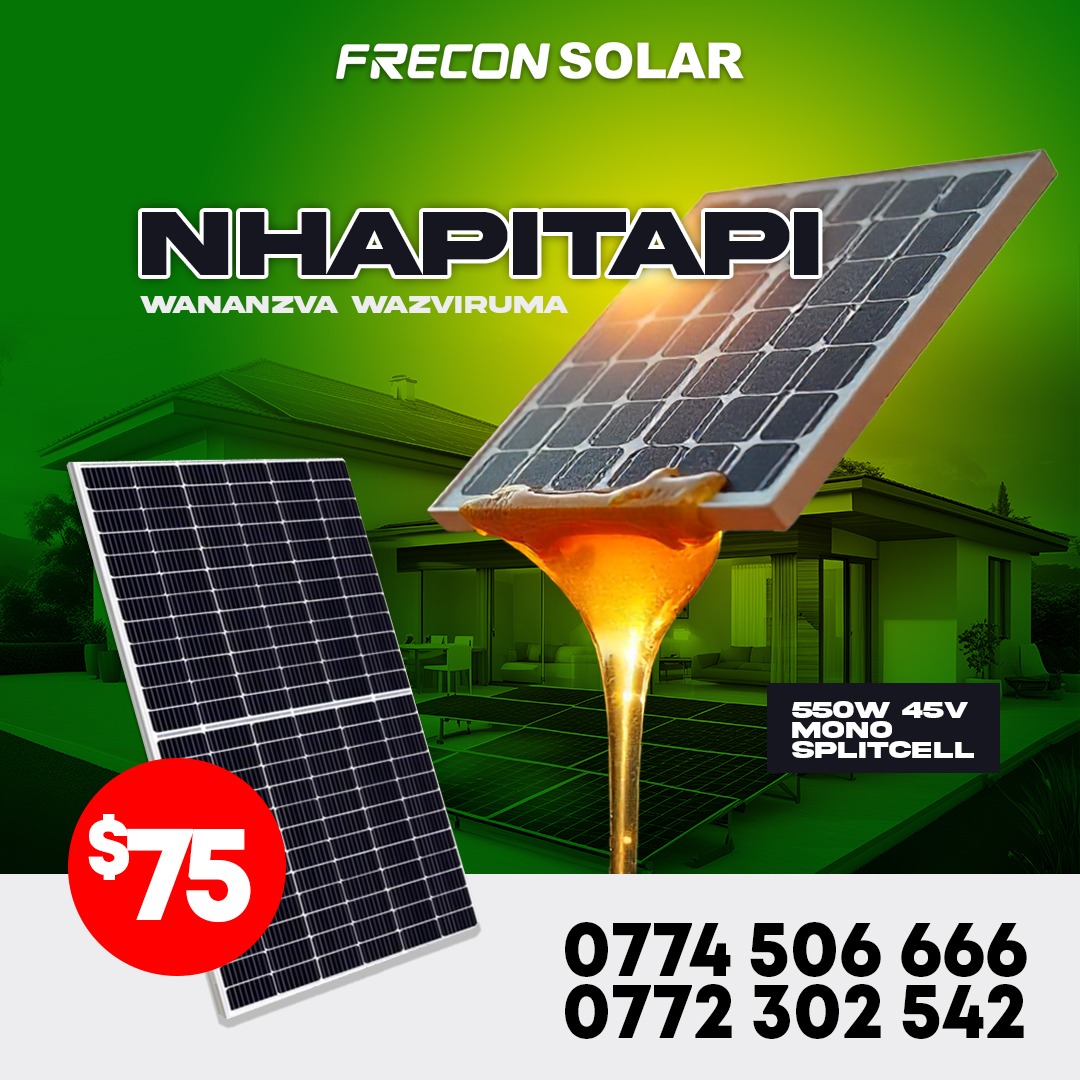 FRECON SOLAR
NHAPITAPI
WANANZVA WAZVIRUMA
550W 45V
MONO
SPLITCELL
$75
0774 506 666
0772 302 542